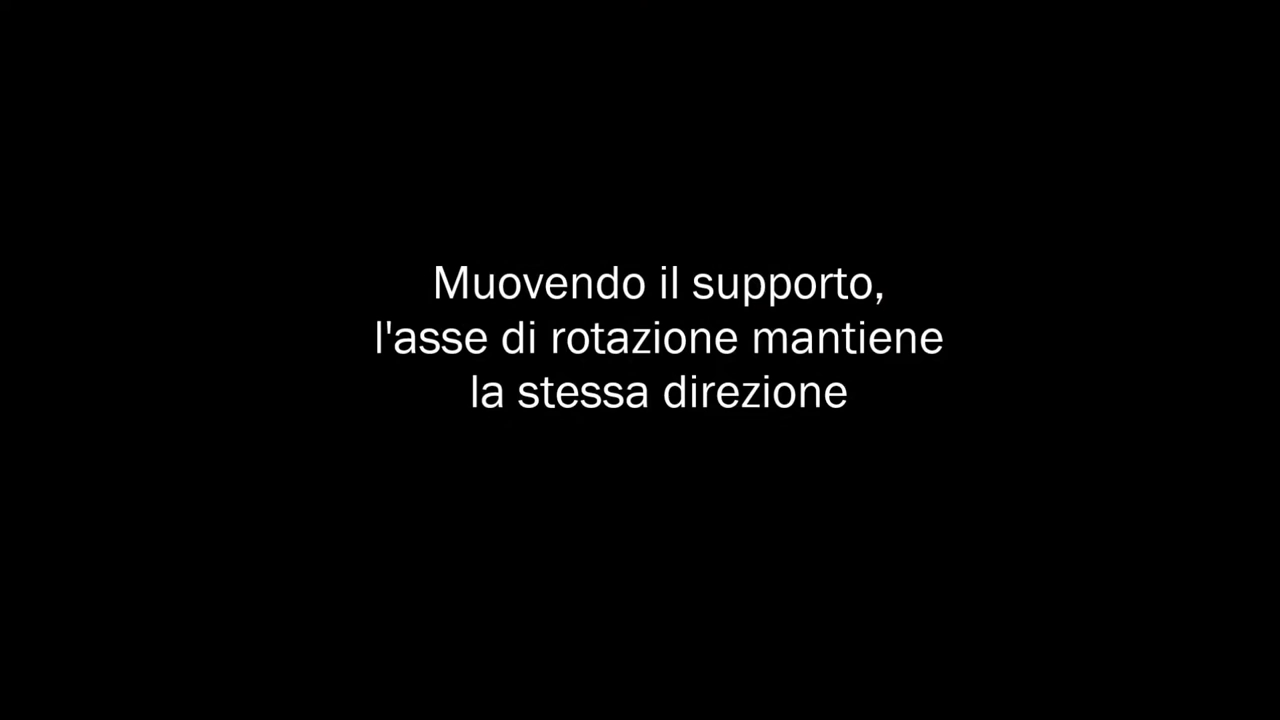 Muovendo il supporto,
l'asse di rotazione mantiene
la stessa direzione